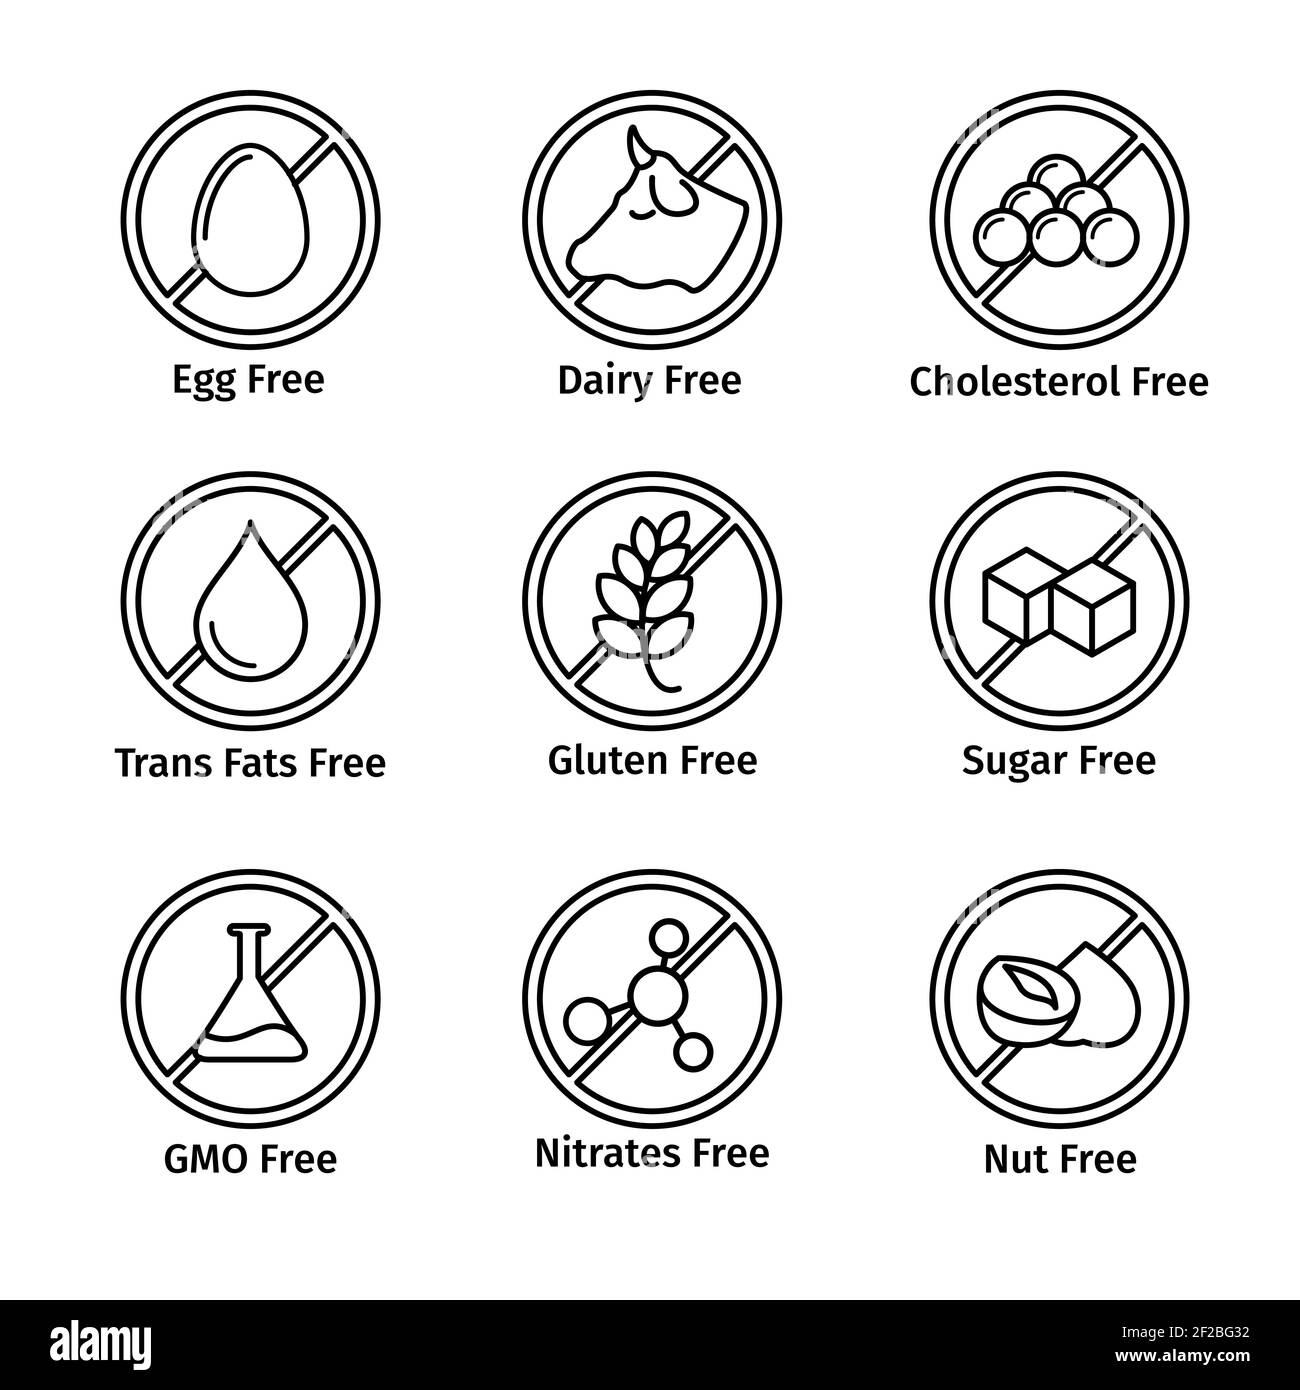 Egg Free
Dairy Free
Cholesterol Free
Trans Fats Free
Gluten Free
Sugar Free
GMO Free
Nitrates Free
Nut Free
alamy
Image ID: 2F2BG32
www.alamy.com